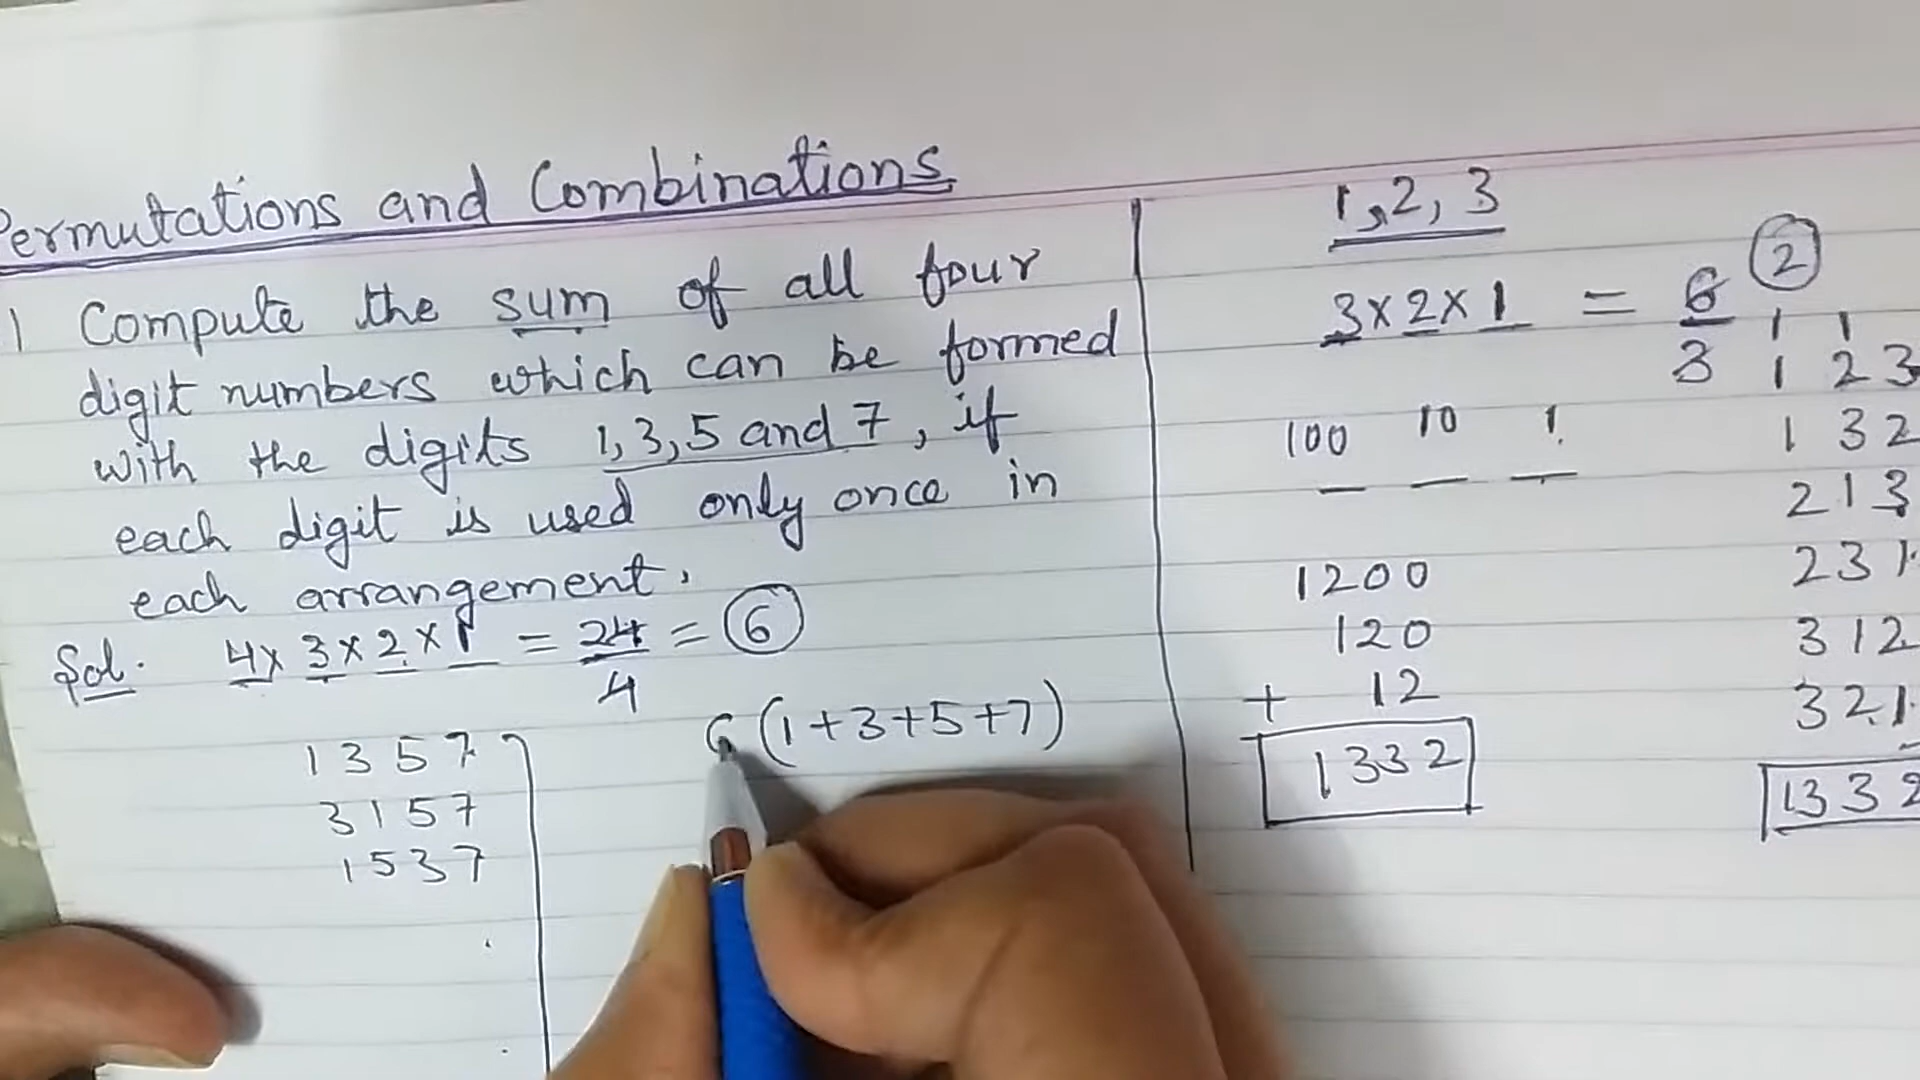 Permutations and Combinations
1 Compute the sum of all four
digit numbers which can be formed
with the digits 1,3,5 and 7, if
each digit is used only once in
each arrangement.
Sol. 4 x 3 x 2 x 1 = 24/4 = 6
6 (1+3+5+7)
1357
3157
1537
1,2,3
3x2x1 = 6/3 2
100 10 1
1200
120
+ 12
1332
1 1
123
132
213
231
312
321
1332